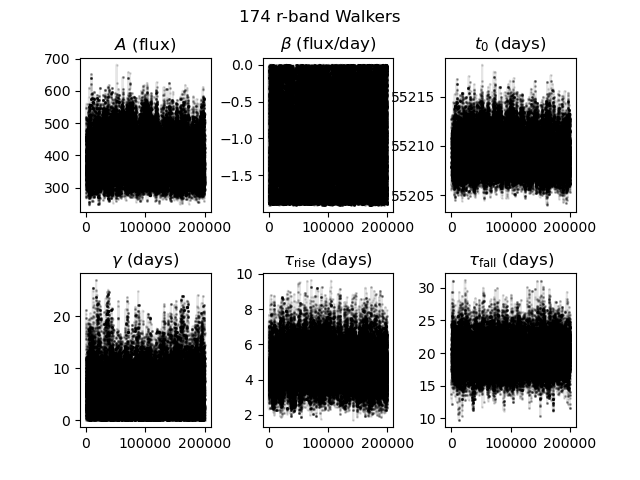 174 r-band Walkers
A (flux)
700
600
500
400
300
0 100000 200000
β (flux/day)
0.0
−0.5
−1.0
−1.5
0 100000 200000
t₀ (days)
55215
55210
55205
0 100000 200000
γ (days)
20
10
0
0 100000 200000
τrise (days)
10
8
6
4
2
0 100000 200000
τfall (days)
30
25
20
15
10
0 100000 200000